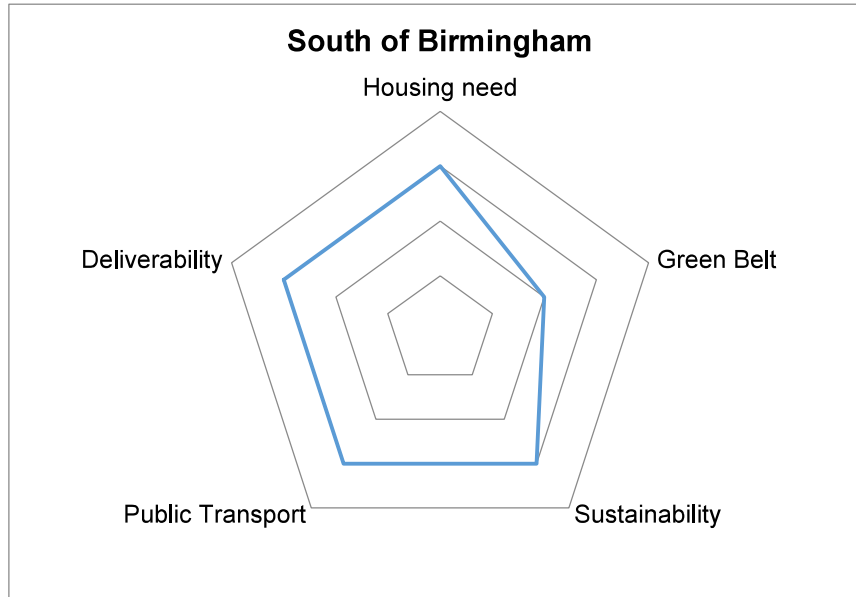 South of Birmingham
Housing need
Deliverability
Green Belt
Public Transport
Sustainability